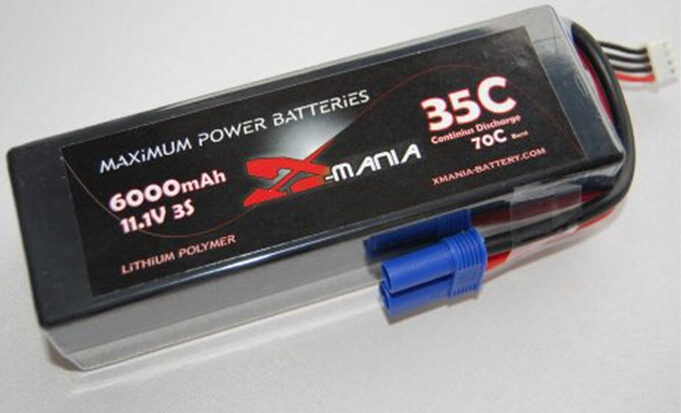 MAXiMUM POWER BATTERiES
35C
Continius Discharge
70C Burst
6000mAh
11.1V 3S
X-MANIA
XMANIA-BATTERY.COM
LiTHiUM POLYMER